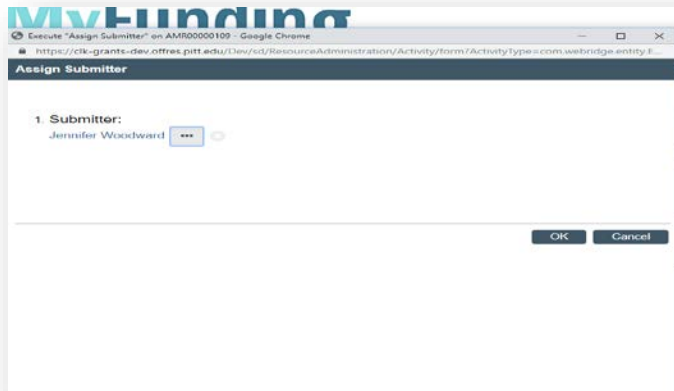 MyFunding
Execute "Assign Submitter" on AMR00000109 - Google Chrome
https://clk-grants-dev.offres.pitt.edu/Dev/sd/ResourceAdministration/Activity/form/ActivityType=com.webridge.entity.E...
Assign Submitter
1. Submitter:
Jennifer Woodward ...
OK Cancel